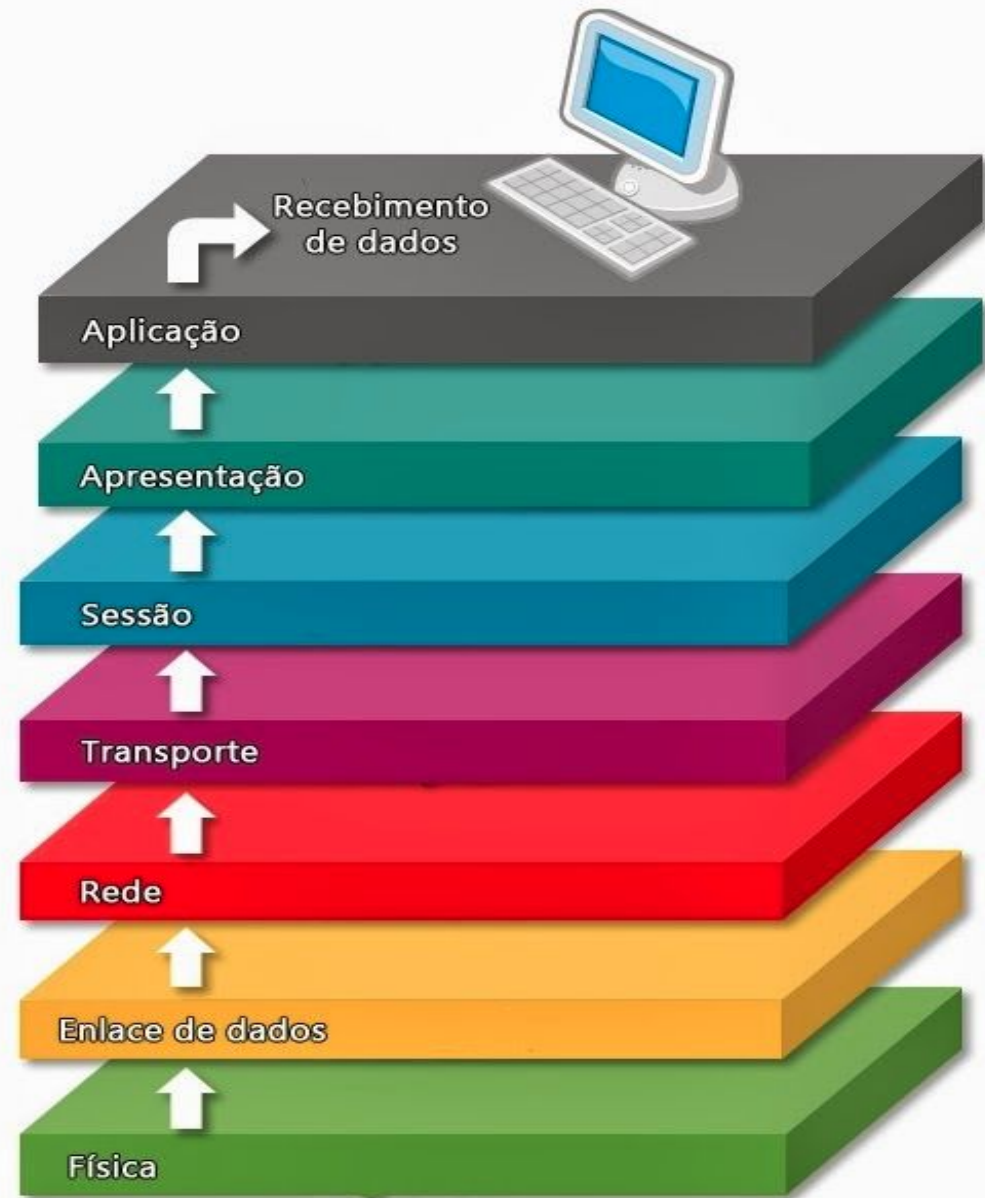 Recebimento
de dados
Aplicação
Apresentação
Sessão
Transporte
Rede
Enlace de dados
Física